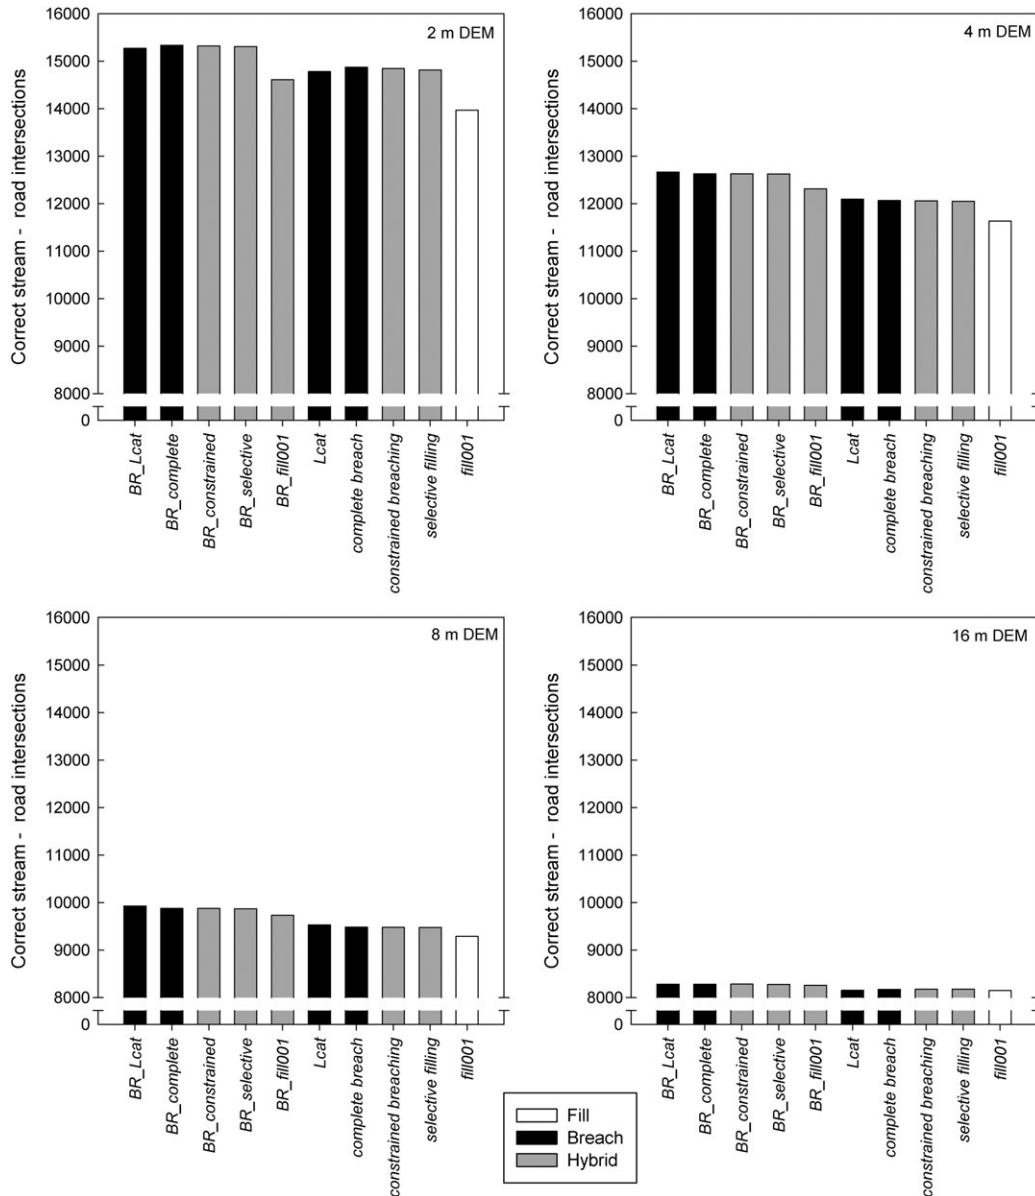 16000
15000
14000
13000
12000
11000
10000
9000
8000
0
Correct stream - road intersections
2 m DEM
BR_Lcat
BR_complete
BR_constrained
BR_selective
BR_fill001
Lcat
complete breach
constrained breaching
selective filling
fill001
16000
15000
14000
13000
12000
11000
10000
9000
8000
0
Correct stream - road intersections
4 m DEM
BR_Lcat
BR_complete
BR_constrained
BR_selective
BR_fill001
Lcat
complete breach
constrained breaching
selective filling
fill001
16000
15000
14000
13000
12000
11000
10000
9000
8000
0
Correct stream - road intersections
8 m DEM
BR_Lcat
BR_complete
BR_constrained
BR_selective
BR_fill001
Lcat
complete breach
constrained breaching
selective filling
fill001
16000
15000
14000
13000
12000
11000
10000
9000
8000
0
Correct stream - road intersections
16 m DEM
BR_Lcat
BR_complete
BR_constrained
BR_selective
BR_fill001
Lcat
complete breach
constrained breaching
selective filling
fill001
Fill
Breach
Hybrid